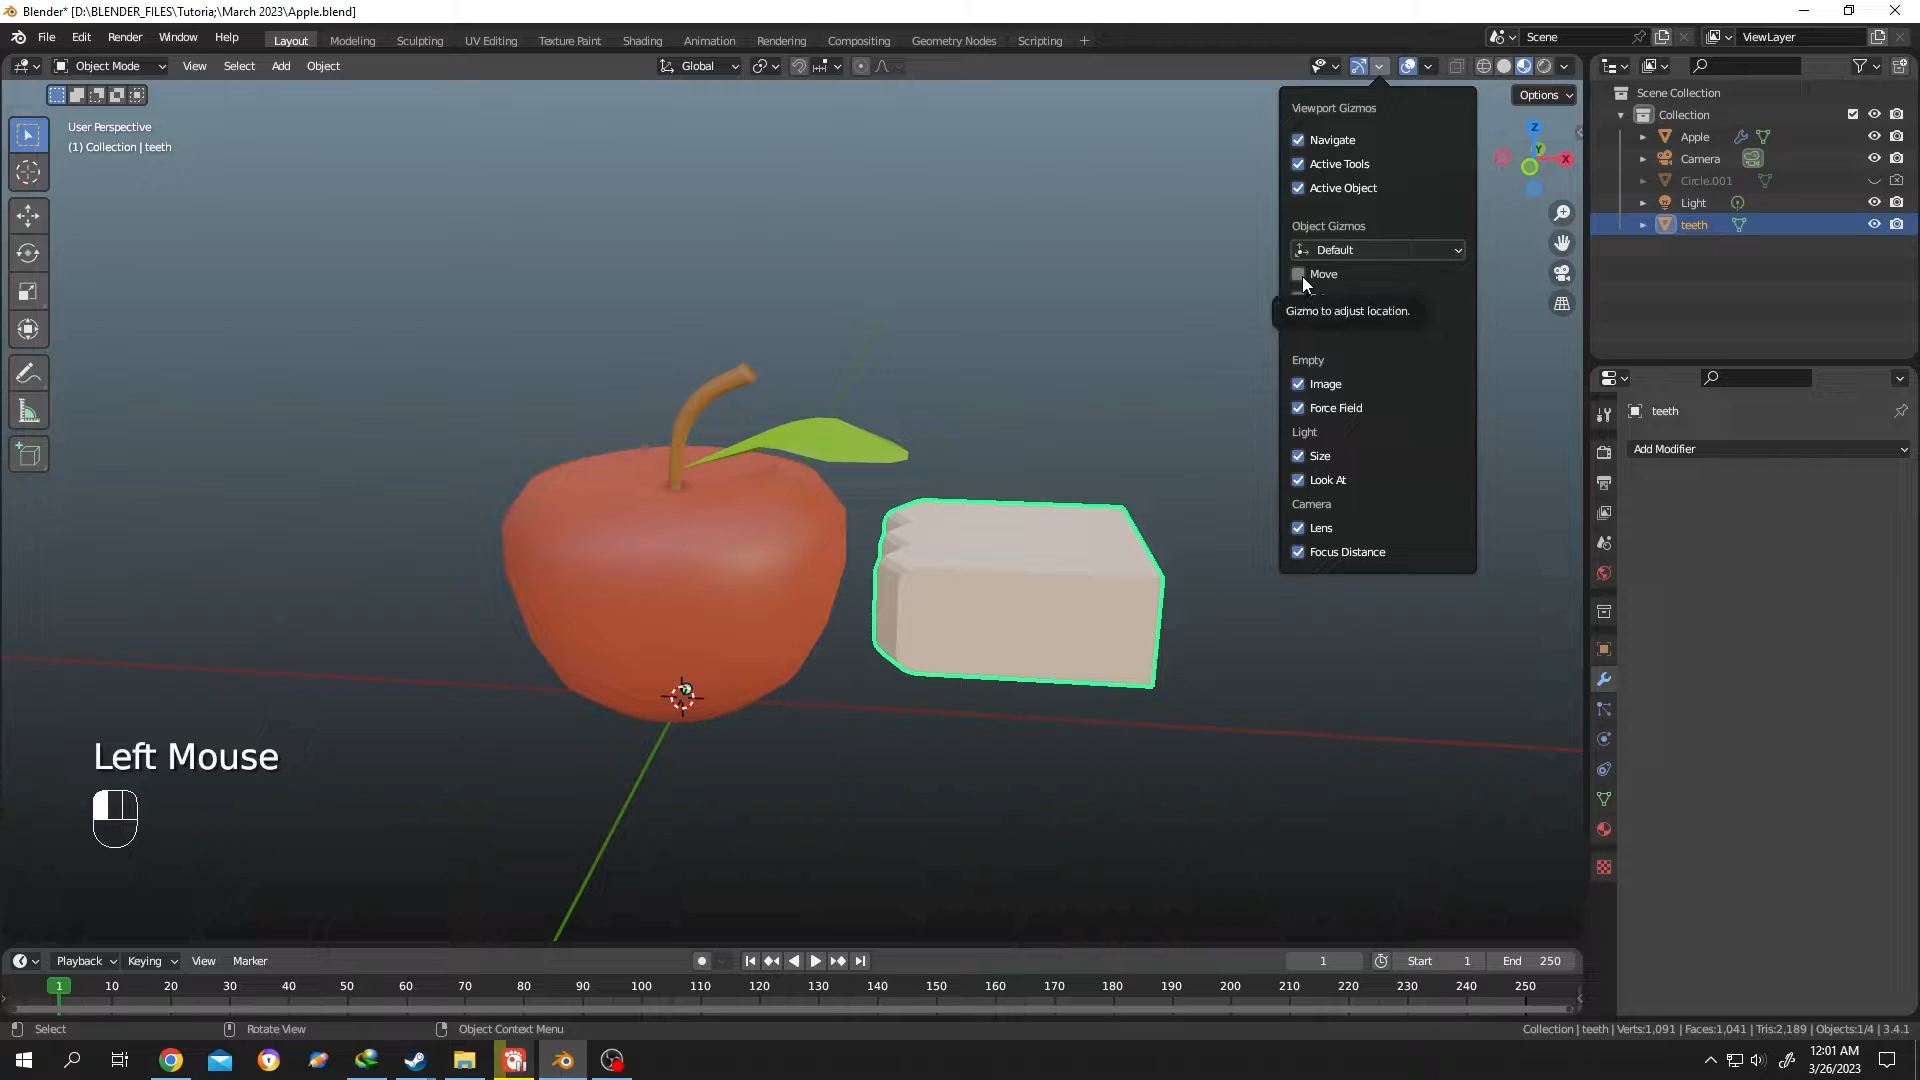 Blender* [D:\BLENDER_FILES\Tutoria;\March 2023\Apple.blend]
File Edit Render Window Help Layout Modeling Sculpting UV Editing Texture Paint Shading Animation Rendering Compositing Geometry Nodes Scripting + Scene ViewLayer
Object Mode View Select Add Object Global
Options
User Perspective
(1) Collection | teeth
Viewport Gizmos
Navigate
Active Tools
Active Object
Object Gizmos
Default
Move
Gizmo to adjust location.
Empty
Image
Force Field
Light
Size
Look At
Camera
Lens
Focus Distance
Z
Y
X
Scene Collection
Collection
Apple
Camera
Circle.001
Light
teeth
teeth
Add Modifier
Left Mouse
Playback Keying View Marker 1 Start 1 End 250
1 10 20 30 40 50 60 70 80 90 100 110 120 130 140 150 160 170 180 190 200 210 220 230 240 250
Select Rotate View Object Context Menu Collection | teeth | Verts:1,091 | Faces:1,041 | Tris:2,189 | Objects:1/4 | 3.4.1
12:01 AM
3/26/2023